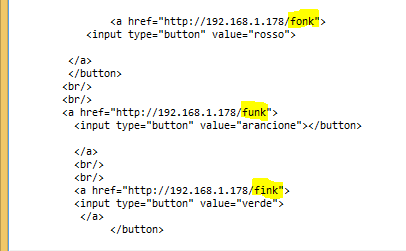 <a href="http://192.168.1.178/fonk">
<input type="button" value="rosso">
</a>
</button>
<br/>
<br/>
<a href="http://192.168.1.178/funk">
<input type="button" value="arancione"></button>
</a>
<br/>
<br/>
<a href="http://192.168.1.178/fink">
<input type="button" value="verde">
</a>
</button>